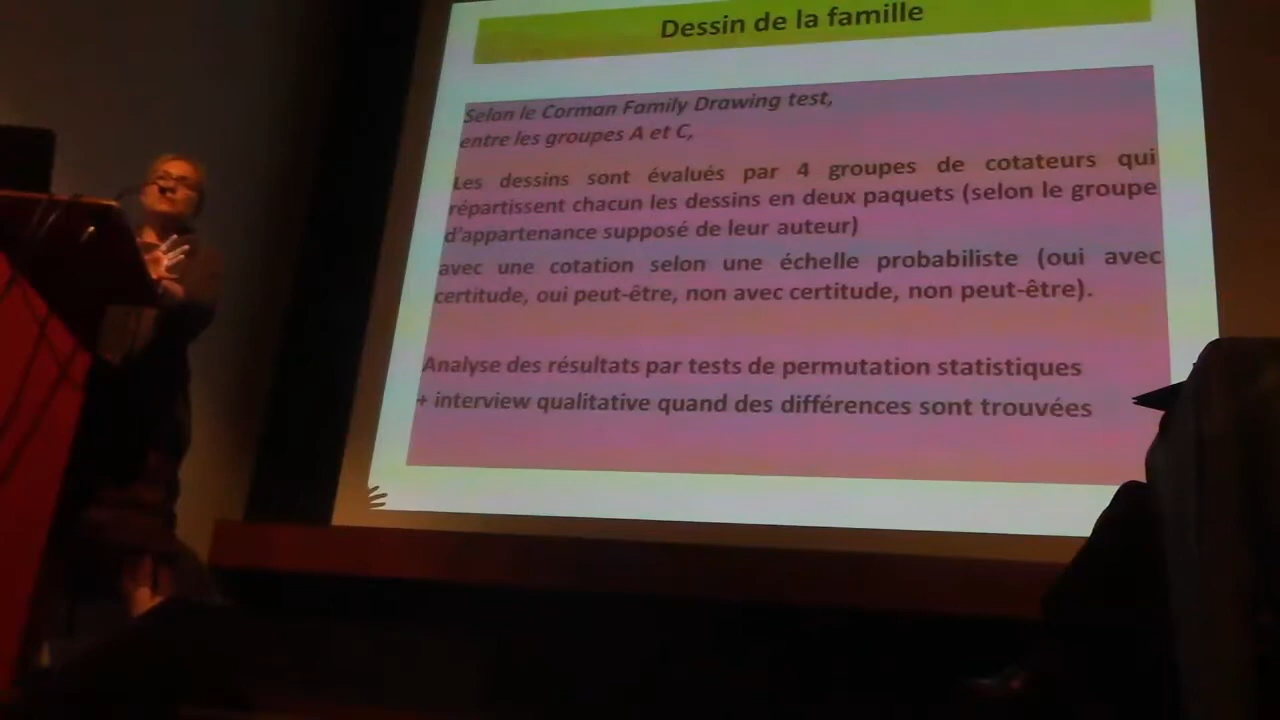 Dessin de la famille
Selon le Corman Family Drawing test,
entre les groupes A et C,
Les dessins sont évalués par 4 groupes de cotateurs qui
répartissent chacun les dessins en deux paquets (selon le groupe
d'appartenance supposé de leur auteur)
avec une cotation selon une échelle probabiliste (oui avec
certitude, oui peut-être, non avec certitude, non peut-être).
Analyse des résultats par tests de permutation statistiques
+ interview qualitative quand des différences sont trouvées